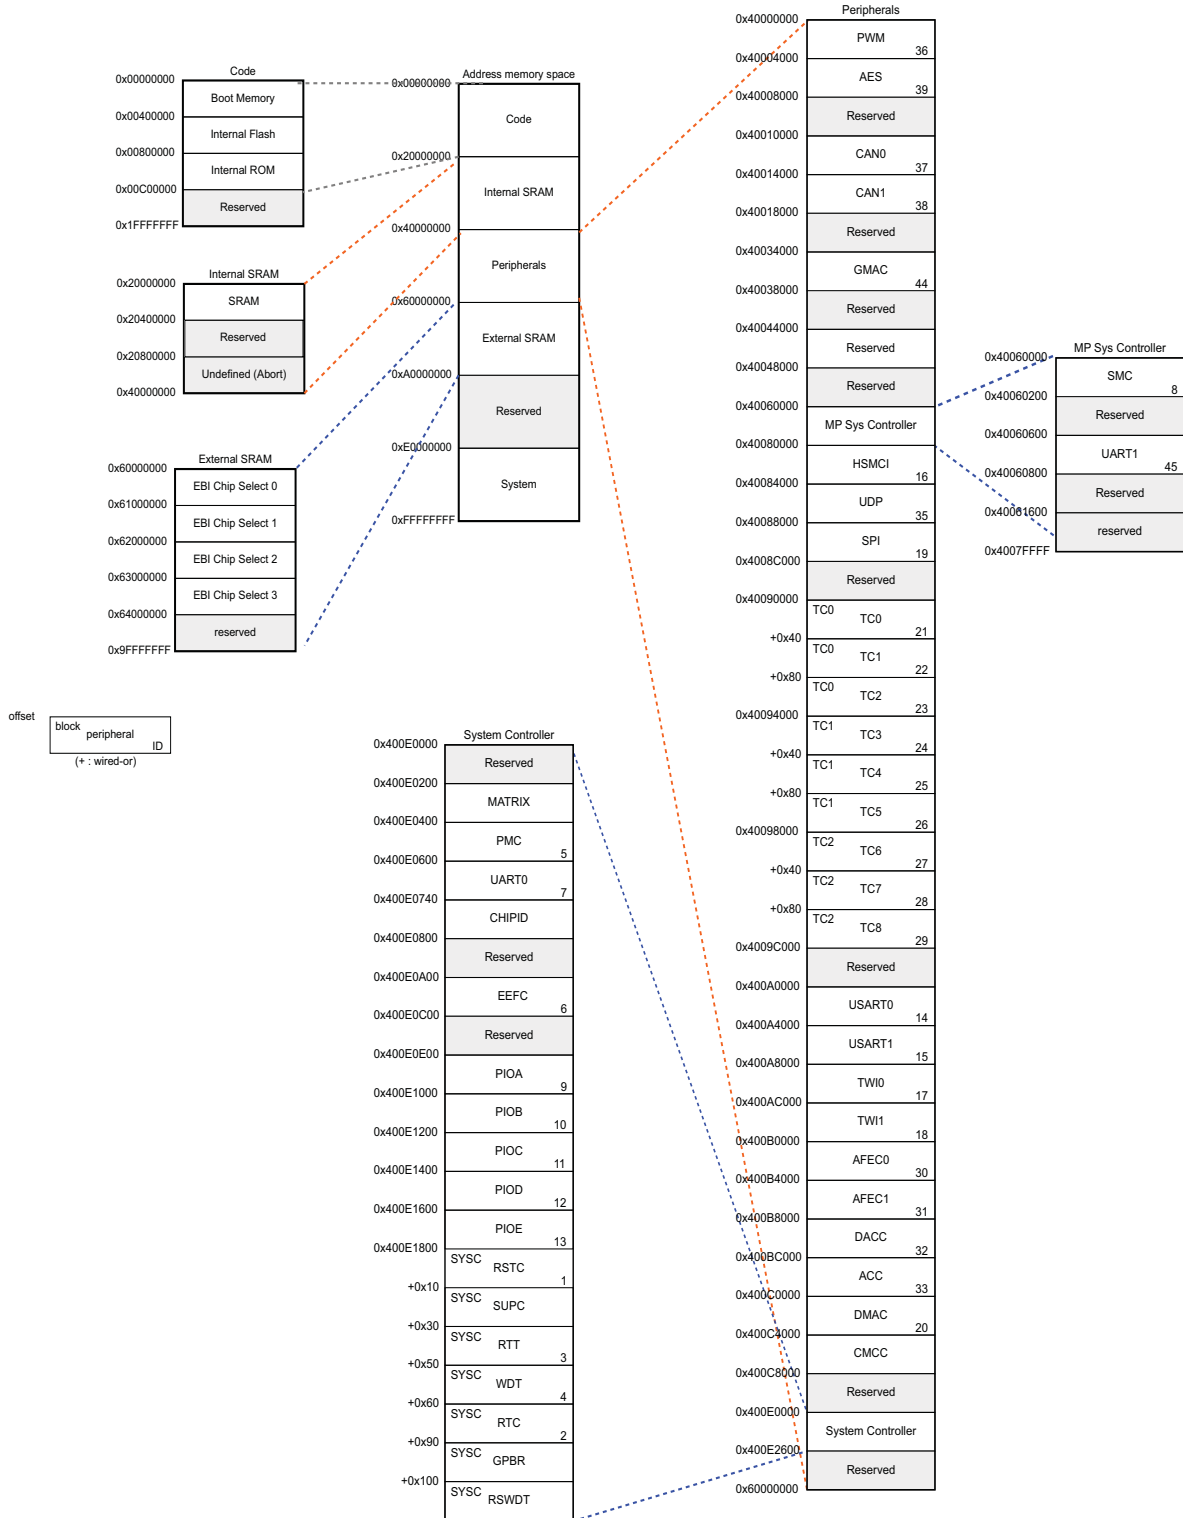 Code
0x00000000
Boot Memory
0x00400000
Internal Flash
0x00800000
Internal ROM
0x00C00000
Reserved
0x1FFFFFFF
Internal SRAM
0x20000000
SRAM
0x20400000
Reserved
0x20800000
Undefined (Abort)
0x40000000
External SRAM
0x60000000
EBI Chip Select 0
0x61000000
EBI Chip Select 1
0x62000000
EBI Chip Select 2
0x63000000
EBI Chip Select 3
0x64000000
reserved
0x9FFFFFFF
offset
block
peripheral
ID
(+ : wired-or)
Address memory space
0x00000000
Code
0x20000000
Internal SRAM
0x40000000
Peripherals
0x60000000
External SRAM
0xA0000000
Reserved
0xE0000000
System
0xFFFFFFFF
System Controller
0x400E0000
Reserved
0x400E0200
MATRIX
0x400E0400
PMC
5
0x400E0600
UART0
7
0x400E0740
CHIPID
0x400E0800
Reserved
0x400E0A00
EEFC
6
0x400E0C00
Reserved
0x400E0E00
PIOA
9
0x400E1000
PIOB
10
0x400E1200
PIOC
11
0x400E1400
PIOD
12
0x400E1600
PIOE
13
0x400E1800
SYSC
RSTC
1
+0x10
SYSC
SUPC
+0x30
SYSC
RTT
3
+0x50
SYSC
WDT
4
+0x60
SYSC
RTC
2
+0x90
SYSC
GPBR
+0x100
SYSC
RSWDT
Peripherals
0x40000000
PWM
36
0x40004000
AES
39
0x40008000
Reserved
0x40010000
CAN0
37
0x40014000
CAN1
38
0x40018000
Reserved
0x40034000
GMAC
44
0x40038000
Reserved
0x40044000
Reserved
0x40048000
Reserved
0x40060000
MP Sys Controller
0x40080000
HSMCI
16
0x40084000
UDP
35
0x40088000
SPI
19
0x4008C000
Reserved
0x40090000
TC0
TC0
21
+0x40
TC0
TC1
22
+0x80
TC0
TC2
23
0x40094000
TC1
TC3
24
+0x40
TC1
TC4
25
+0x80
TC1
TC5
26
0x40098000
TC2
TC6
27
+0x40
TC2
TC7
28
+0x80
TC2
TC8
29
0x4009C000
Reserved
0x400A0000
USART0
14
0x400A4000
USART1
15
0x400A8000
TWI0
17
0x400AC000
TWI1
18
0x400B0000
AFEC0
30
0x400B4000
AFEC1
31
0x400B8000
DACC
32
0x400BC000
ACC
33
0x400C0000
DMAC
20
0x400C4000
CMCC
0x400C8000
Reserved
0x400E0000
System Controller
0x400E2600
Reserved
0x60000000
MP Sys Controller
0x40060000
SMC
8
0x40060200
Reserved
0x40060600
UART1
45
0x40060800
Reserved
0x40061600
reserved
0x4007FFFF